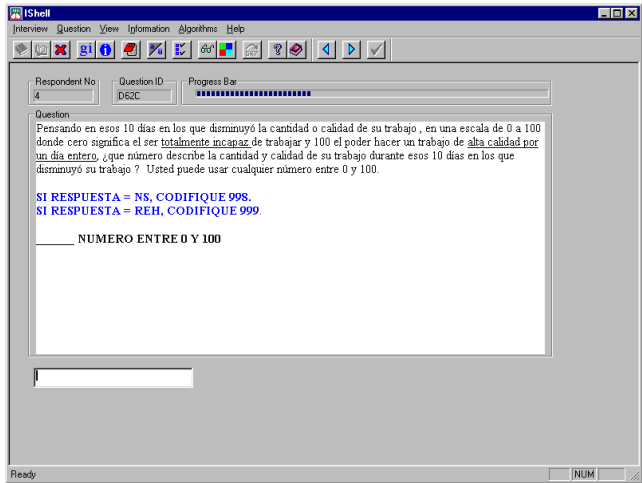 IShell
Interview Question View Information Algorithms Help
gi
SKIP
Respondent No
Question ID
Progress Bar
4
D62C
Question
Pensando en esos 10 días en los que disminuyó la cantidad o calidad de su trabajo , en una escala de 0 a 100
donde cero significa el ser totalmente incapaz de trabajar y 100 el poder hacer un trabajo de alta calidad por
un día entero, ¿que número describe la cantidad y calidad de su trabajo durante esos 10 días en los que
disminuyó su trabajo ? Usted puede usar cualquier número entre 0 y 100.
SI RESPUESTA = NS, CODIFIQUE 998.
SI RESPUESTA = REH, CODIFIQUE 999.
______ NUMERO ENTRE 0 Y 100
Ready
NUM